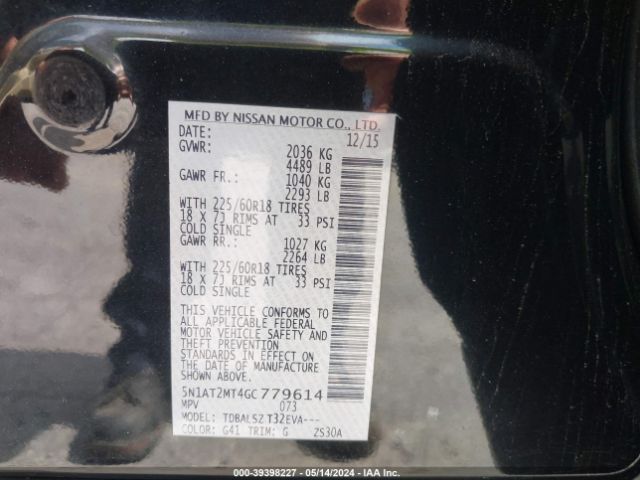 MFD BY NISSAN MOTOR CO., LTD.
DATE: 12/15
GVWR: 2036 KG
4489 LB
GAWR FR.: 1040 KG
2293 LB
WITH 225/60R18 TIRES
18 X 7J RIMS AT 33 PSI
COLD SINGLE
GAWR RR.: 1027 KG
2264 LB
WITH 225/60R18 TIRES
18 X 7J RIMS AT 33 PSI
COLD SINGLE
THIS VEHICLE CONFORMS TO
ALL APPLICABLE FEDERAL
MOTOR VEHICLE SAFETY AND
THEFT PREVENTION
STANDARDS IN EFFECT ON
THE DATE OF MANUFACTURE
SHOWN ABOVE.
5N1AT2MT4GC779614
MPV 073
MODEL: TDBALSZ T32EVA---
COLOR: G41 TRIM: G ZS30A
000-39398227 - 05/14/2024 - IAA Inc.